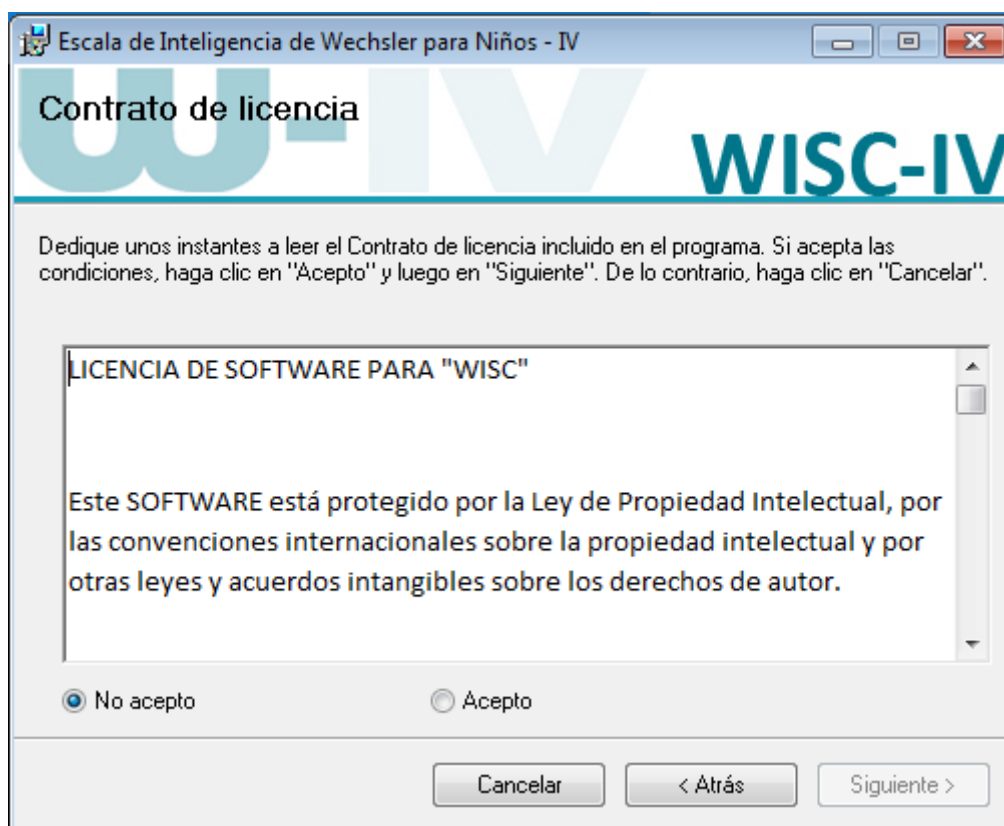 Escala de Inteligencia de Wechsler para Niños - IV
W-IV
Contrato de licencia
WISC-IV
Dedique unos instantes a leer el Contrato de licencia incluido en el programa. Si acepta las
condiciones, haga clic en "Acepto" y luego en "Siguiente". De lo contrario, haga clic en "Cancelar".
LICENCIA DE SOFTWARE PARA "WISC"
Este SOFTWARE está protegido por la Ley de Propiedad Intelectual, por
las convenciones internacionales sobre la propiedad intelectual y por
otras leyes y acuerdos intangibles sobre los derechos de autor.
No acepto Acepto
Cancelar < Atrás Siguiente >